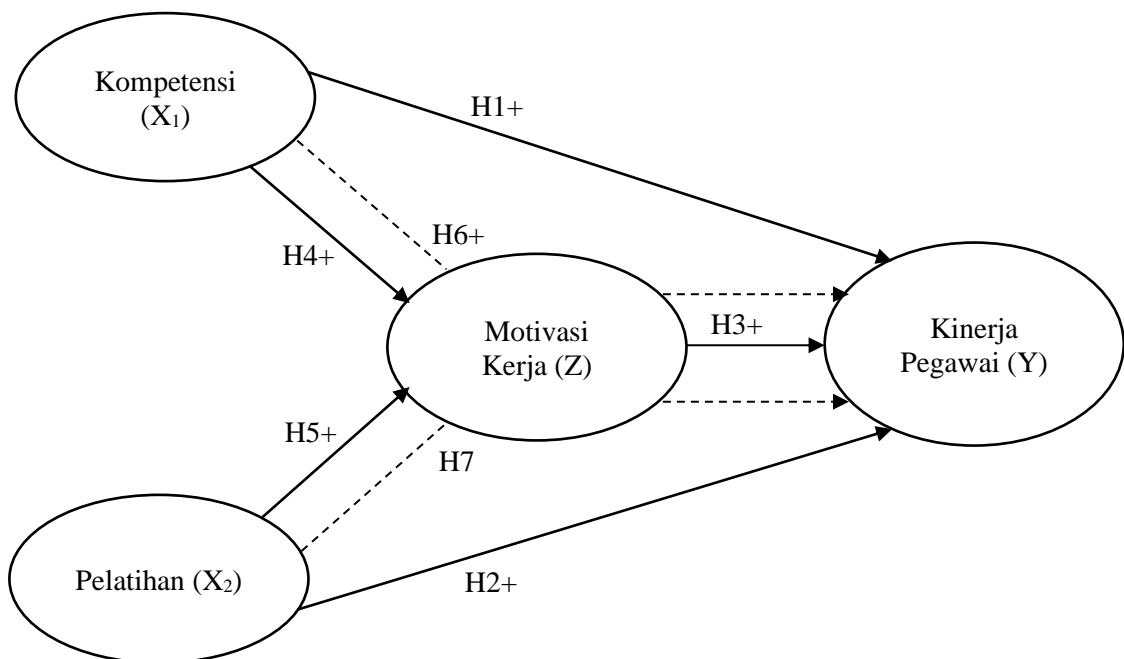 Kompetensi
(X₁)
H1+
H6+
H4+
Motivasi
Kerja (Z)
H3+
Kinerja
Pegawai (Y)
H5+
H7
Pelatihan (X₂)
H2+